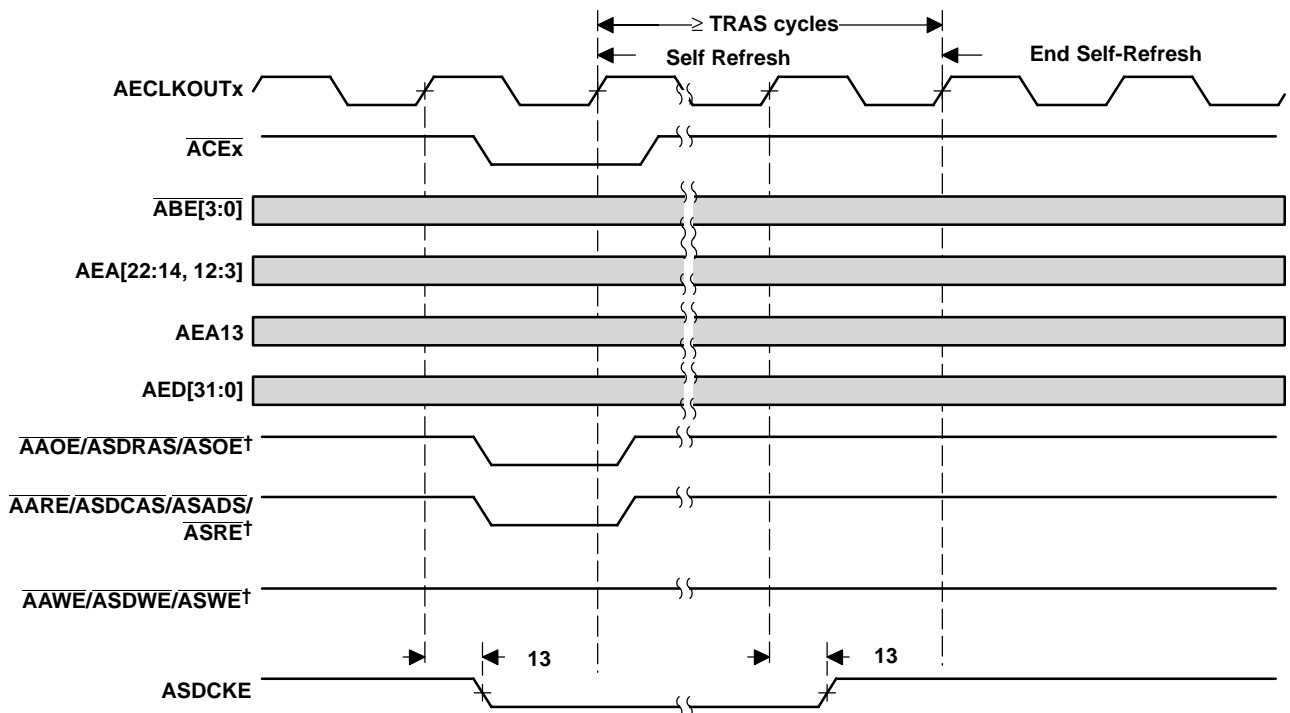 ≥ TRAS cycles
Self Refresh
End Self-Refresh
AECLKOUTx
ACEx
ABE[3:0]
AEA[22:14, 12:3]
AEA13
AED[31:0]
AAOE/ASDRAS/ASOE†
AARE/ASDCAS/ASADS/
ASRE†
AAWE/ASDWE/ASWE†
13
13
ASDCKE